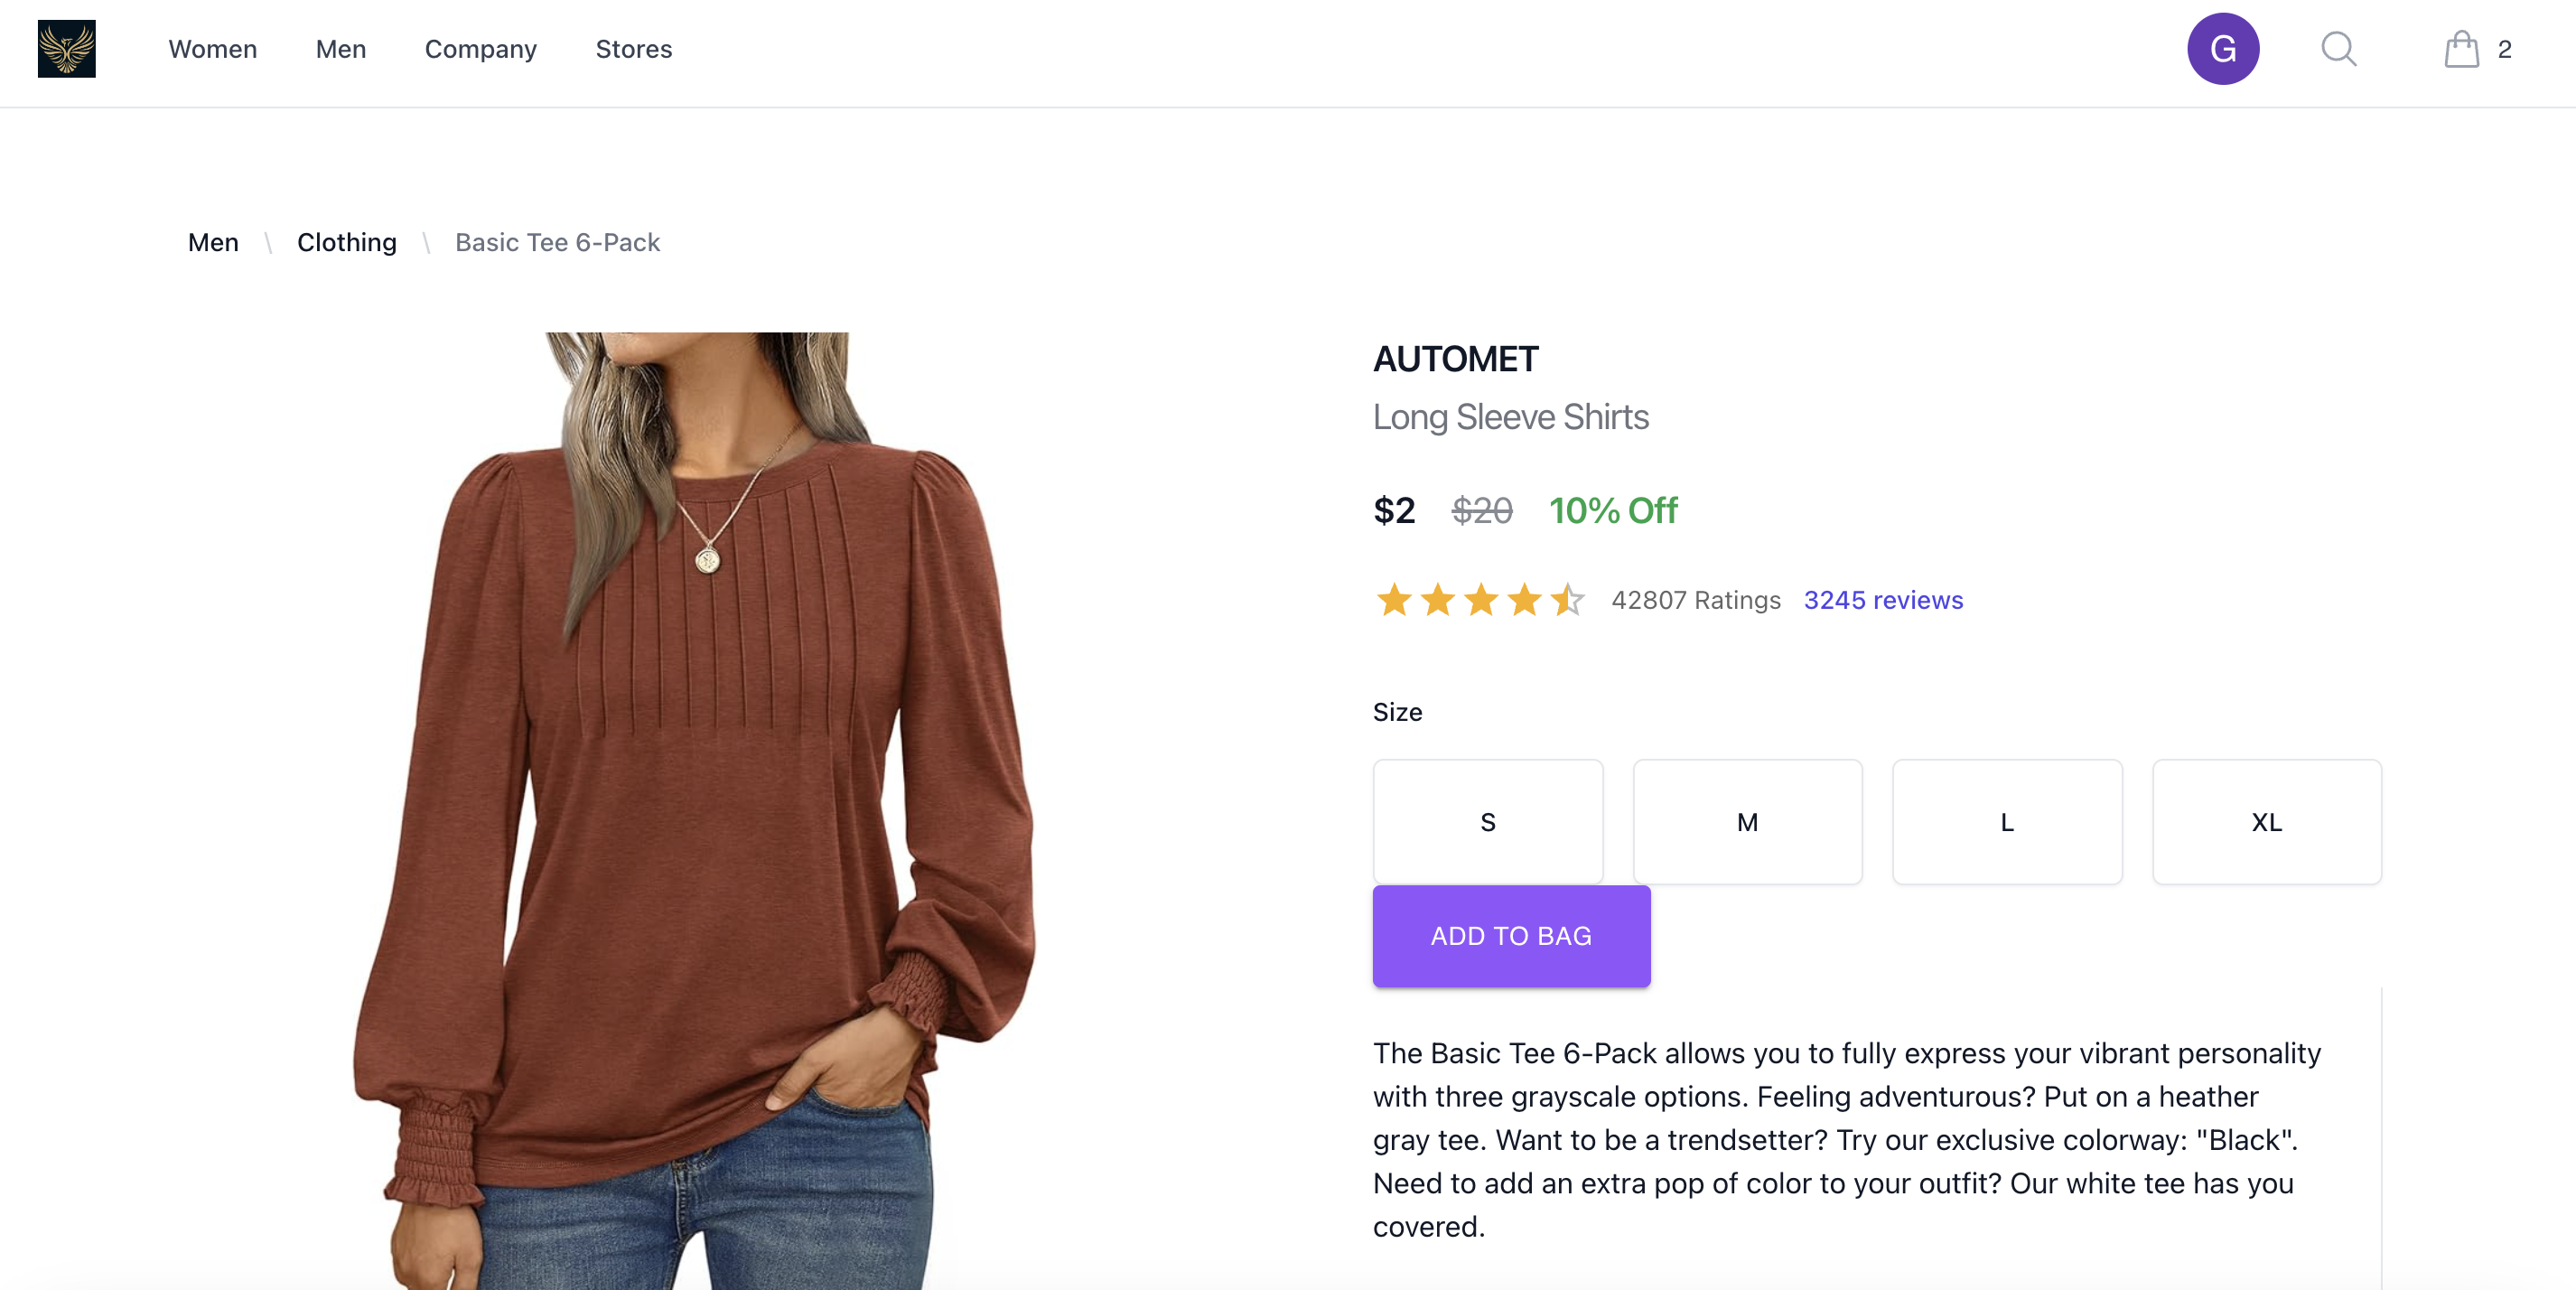 Women Men Company Stores G 2
Men \ Clothing \ Basic Tee 6-Pack
AUTOMET
Long Sleeve Shirts
$2 $20 10% Off
42807 Ratings 3245 reviews
Size
S M L XL
ADD TO BAG
The Basic Tee 6-Pack allows you to fully express your vibrant personality
with three grayscale options. Feeling adventurous? Put on a heather
gray tee. Want to be a trendsetter? Try our exclusive colorway: "Black".
Need to add an extra pop of color to your outfit? Our white tee has you
covered.